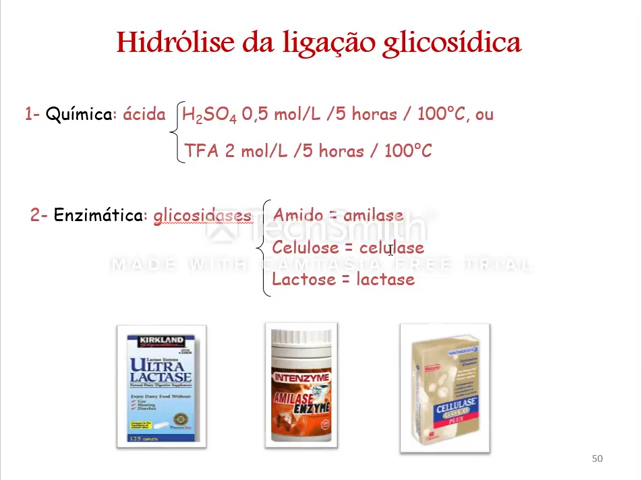 Hidrólise da ligação glicosídica
1- Química: ácida H₂SO₄ 0,5 mol/L /5 horas / 100°C, ou
TFA 2 mol/L /5 horas / 100°C
2- Enzimática: glicosidases Amido = amilase
TechSmith
Celulose = celulase
MADE WITH CAMTASIA FREE TRIAL
Lactose = lactase
KIRKLAND
ULTRA
LACTASE
INTENZYME
AMILASE
ENZYME
CELLULASE
PLUS
50